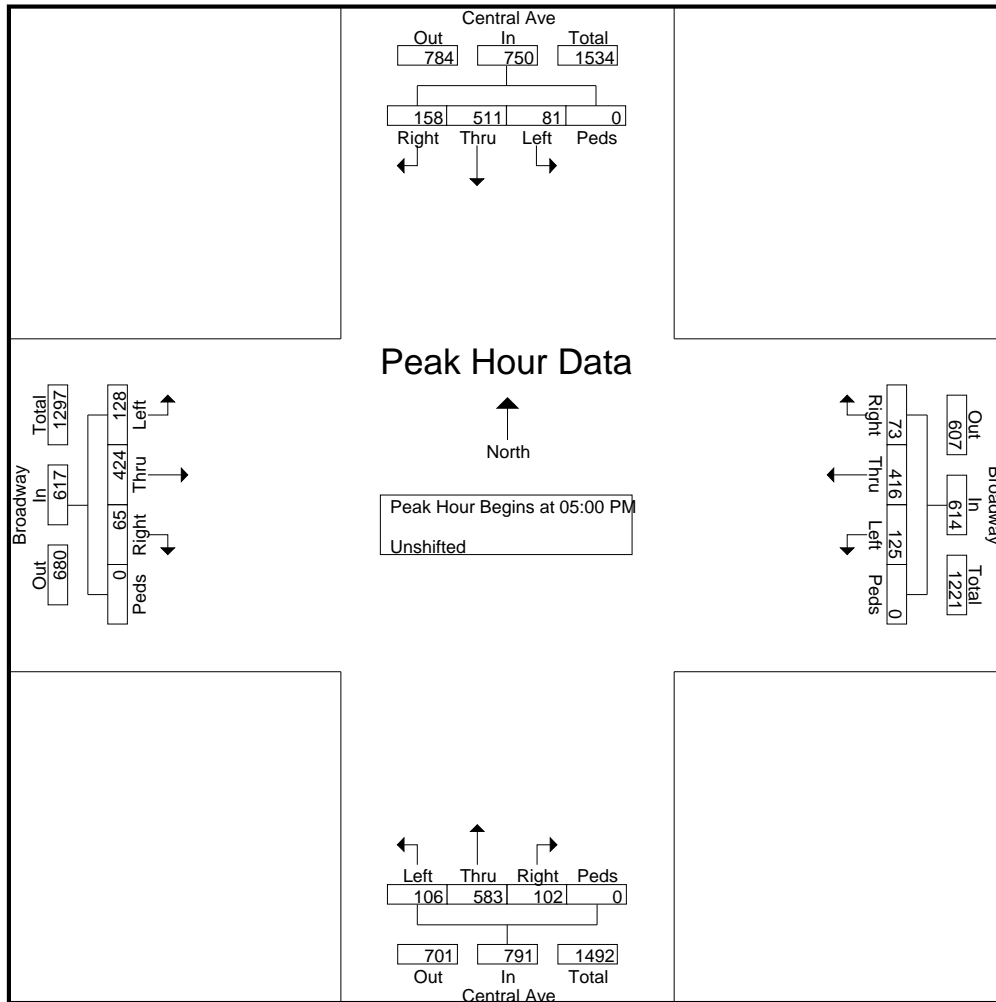 Central Ave
Out In Total
784 750 1534
158 511 81 0
Right Thru Left Peds
Peak Hour Data
North
Peak Hour Begins at 05:00 PM
Unshifted
Broadway
Total In Out
1297 617 680
128 424 65 0
Left Thru Right Peds
Right Thru Left Peds
73 416 125 0
Out In Total
607 614 1221
Broadway
Left Thru Right Peds
106 583 102 0
701 791 1492
Out In Total
Central Ave